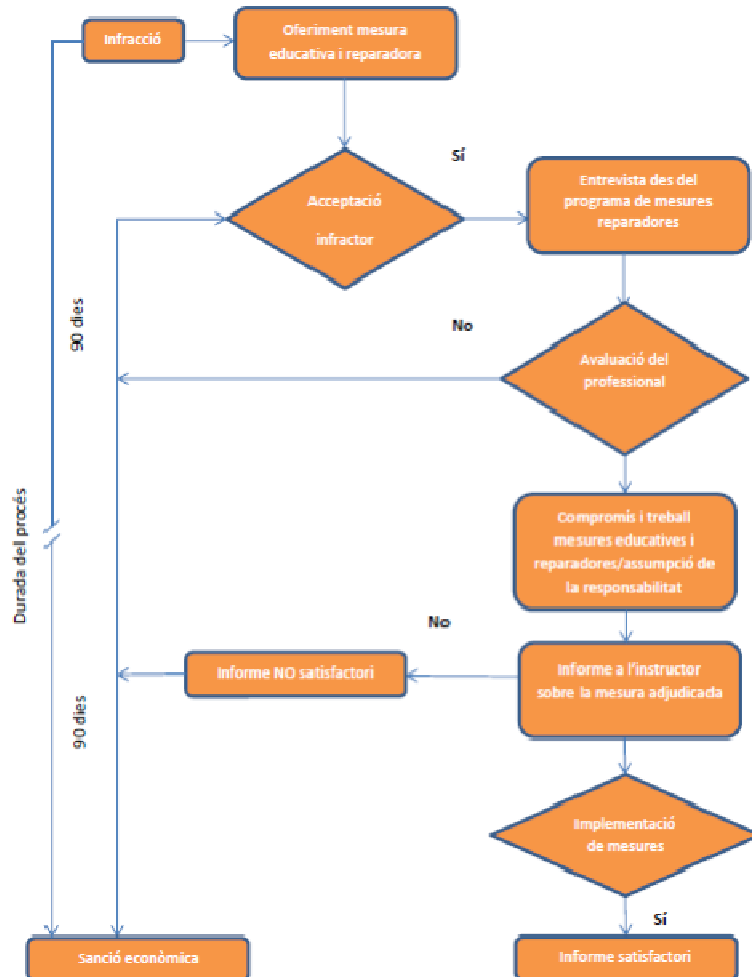 Infracció
Oferiment mesura
educativa i reparadora
Sí
Acceptació
infractor
Entrevista des del
programa de mesures
reparadores
90 dies
No
Avaluació del
professional
Durada del procés
Compromís i treball
mesures educatives i
reparadores/assumpció de
la responsabilitat
No
Informe NO satisfactori
Informe a l'instructor
sobre la mesura adjudicada
90 dies
Implementació
de mesures
Sí
Sanció econòmica
Informe satisfactori